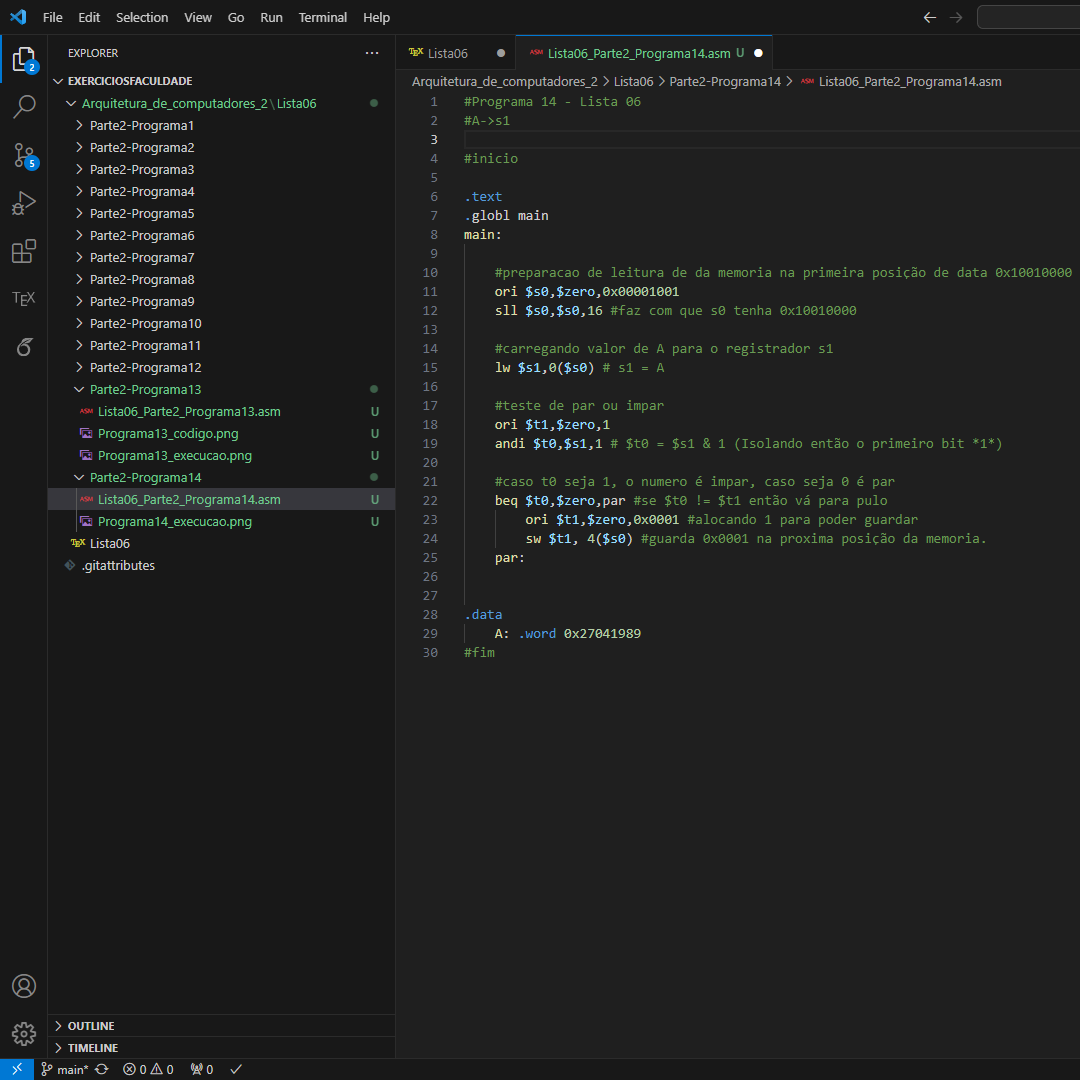 File Edit Selection View Go Run Terminal Help
EXPLORER ···
2
5
TEX
EXERCICIOSFACULDADE
Arquitetura_de_computadores_2\Lista06
Parte2-Programa1
Parte2-Programa2
Parte2-Programa3
Parte2-Programa4
Parte2-Programa5
Parte2-Programa6
Parte2-Programa7
Parte2-Programa8
Parte2-Programa9
Parte2-Programa10
Parte2-Programa11
Parte2-Programa12
Parte2-Programa13
ASM Lista06_Parte2_Programa13.asm U
Programa13_codigo.png U
Programa13_execucao.png U
Parte2-Programa14
ASM Lista06_Parte2_Programa14.asm U
Programa14_execucao.png U
TEX Lista06
.gitattributes
OUTLINE
TIMELINE
TEX Lista06
ASM Lista06_Parte2_Programa14.asm U
Arquitetura_de_computadores_2 > Lista06 > Parte2-Programa14 > ASM Lista06_Parte2_Programa14.asm
1 #Programa 14 - Lista 06
2 #A->s1
3
4 #inicio
5
6 .text
7 .globl main
8 main:
9
10 #preparacao de leitura de da memoria na primeira posição de data 0x10010000
11 ori $s0,$zero,0x00001001
12 sll $s0,$s0,16 #faz com que s0 tenha 0x10010000
13
14 #carregando valor de A para o registrador s1
15 lw $s1,0($s0) # s1 = A
16
17 #teste de par ou impar
18 ori $t1,$zero,1
19 andi $t0,$s1,1 # $t0 = $s1 & 1 (Isolando então o primeiro bit *1*)
20
21 #caso t0 seja 1, o numero é impar, caso seja 0 é par
22 beq $t0,$zero,par #se $t0 != $t1 então vá para pulo
23 ori $t1,$zero,0x0001 #alocando 1 para poder guardar
24 sw $t1, 4($s0) #guarda 0x0001 na proxima posição da memoria.
25 par:
26
27
28 .data
29 A: .word 0x27041989
30 #fim
main* 0 0 0